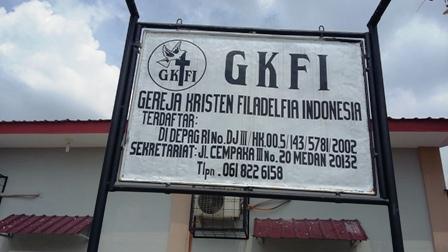 GKFI
GKFI
GEREJA KRISTEN FILADELFIA INDONESIA
TERDAFTAR:
DI DEPAG RI No. DJ III/HK.00.5/143/578/2002
SEKRETARIAT: JL. CEMPAKA III No. 20 MEDAN 20132
Tlpn. 061 822 6158